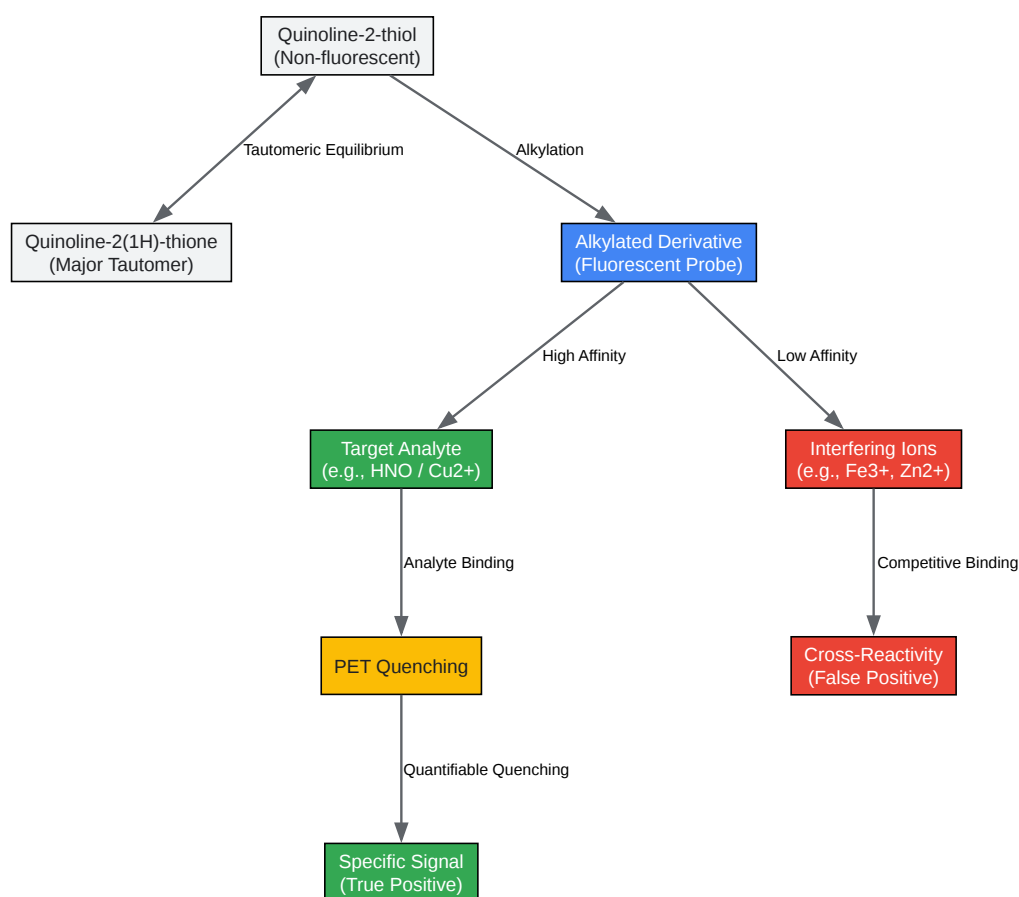 Quinoline-2-thiol
(Non-fluorescent)
Tautomeric Equilibrium
Alkylation
Quinoline-2(1H)-thione
(Major Tautomer)
Alkylated Derivative
(Fluorescent Probe)
High Affinity
Low Affinity
Target Analyte
(e.g., HNO / Cu2+)
Interfering Ions
(e.g., Fe3+, Zn2+)
Analyte Binding
Competitive Binding
PET Quenching
Cross-Reactivity
(False Positive)
Quantifiable Quenching
Specific Signal
(True Positive)